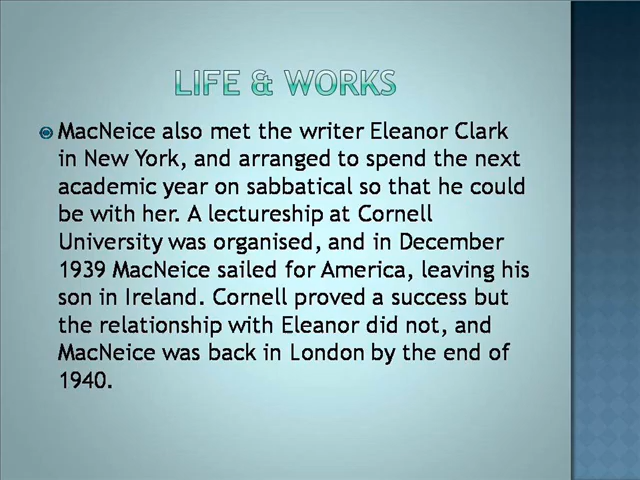 LIFE & WORKS
MacNeice also met the writer Eleanor Clark
in New York, and arranged to spend the next
academic year on sabbatical so that he could
be with her. A lectureship at Cornell
University was organised, and in December
1939 MacNeice sailed for America, leaving his
son in Ireland. Cornell proved a success but
the relationship with Eleanor did not, and
MacNeice was back in London by the end of
1940.